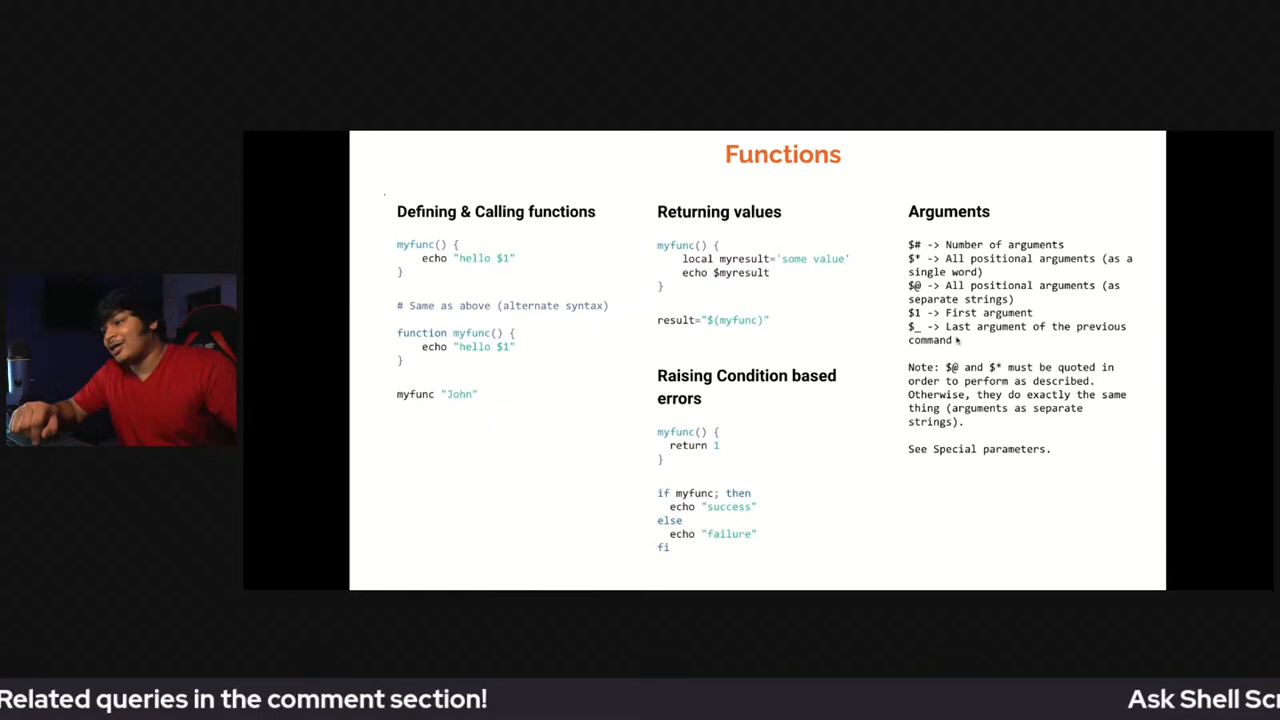 Functions
Defining & Calling functions
myfunc() {
    echo "hello $1"
}
# Same as above (alternate syntax)
function myfunc() {
    echo "hello $1"
}
myfunc "John"
Returning values
myfunc() {
    local myresult='some value'
    echo $myresult
}
result="$(myfunc)"
Raising Condition based
errors
myfunc() {
  return 1
}
if myfunc; then
  echo "success"
else
  echo "failure"
fi
Arguments
$# -> Number of arguments
$* -> All positional arguments (as a
single word)
$@ -> All positional arguments (as
separate strings)
$1 -> First argument
$_ -> Last argument of the previous
command
Note: $@ and $* must be quoted in
order to perform as described.
Otherwise, they do exactly the same
thing (arguments as separate
strings).
See Special parameters.
Related queries in the comment section!
Ask Shell Scr